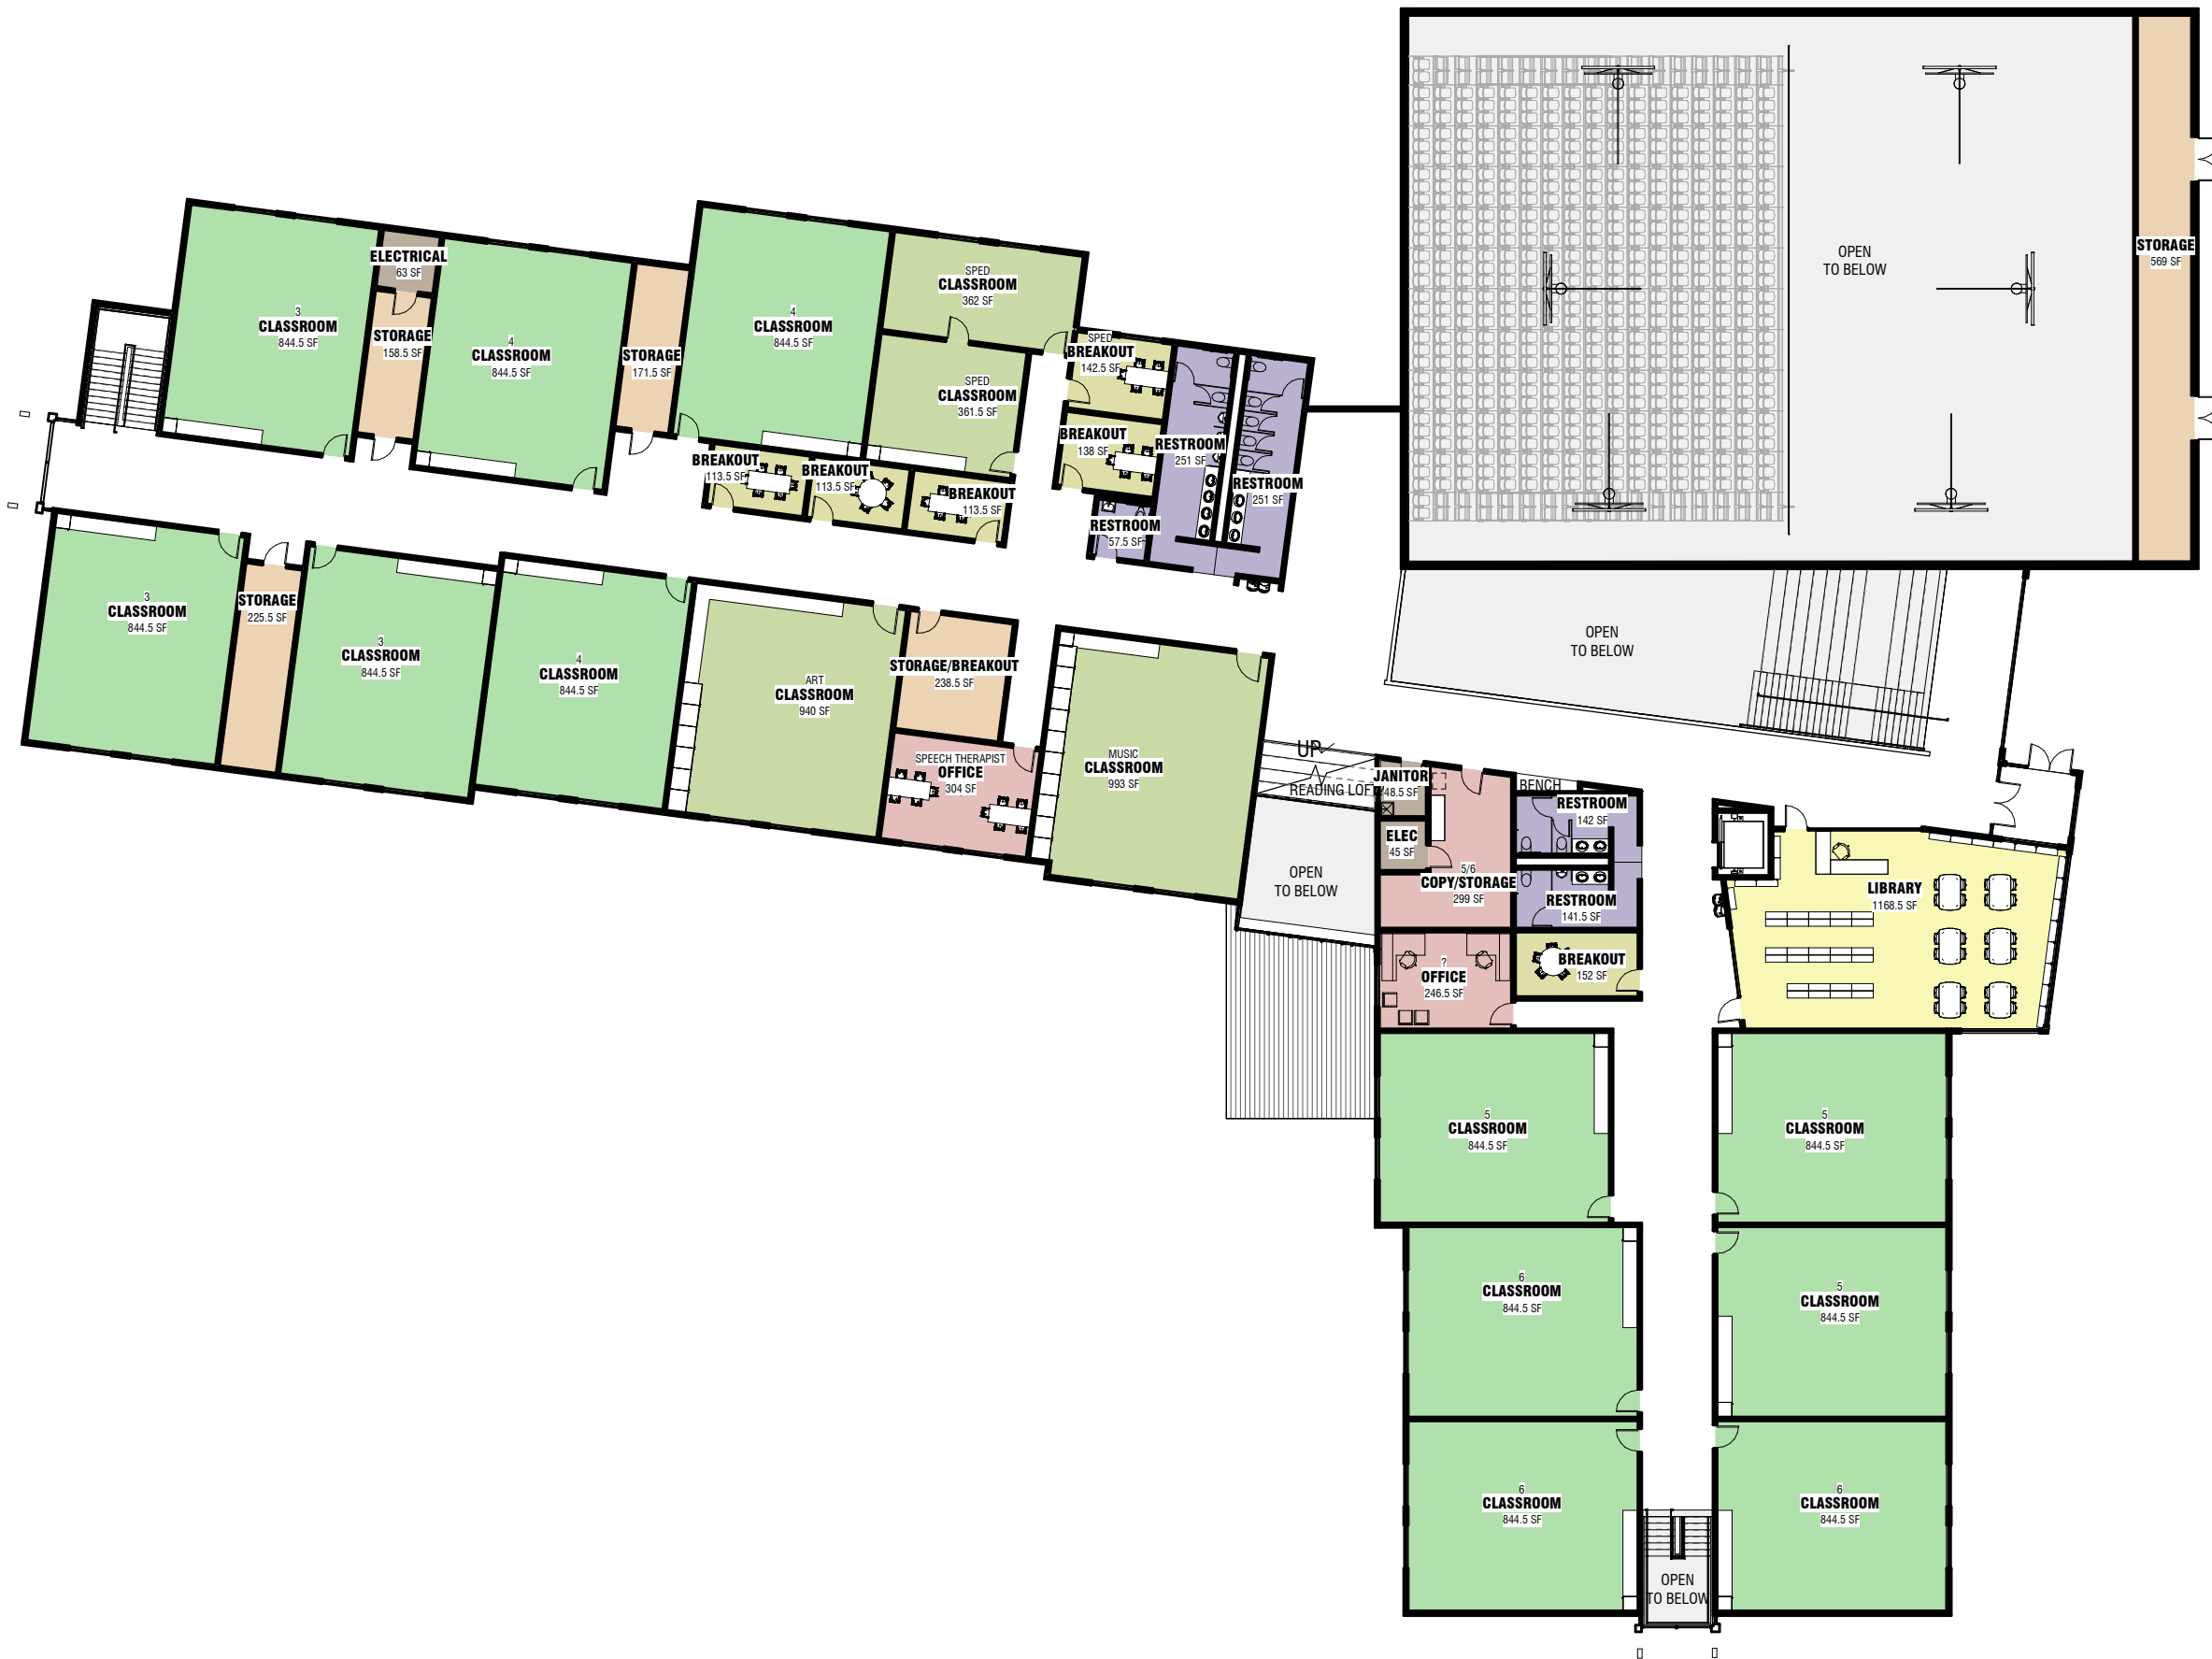 OPEN
TO BELOW
STORAGE
569 SF
3
CLASSROOM
844.5 SF
ELECTRICAL
63 SF
STORAGE
158.5 SF
4
CLASSROOM
844.5 SF
STORAGE
171.5 SF
4
CLASSROOM
844.5 SF
SPED
CLASSROOM
362 SF
SPED
CLASSROOM
361.5 SF
SPED
BREAKOUT
142.5 SF
BREAKOUT
138 SF
RESTROOM
251 SF
RESTROOM
251 SF
RESTROOM
57.5 SF
BREAKOUT
113.5 SF
BREAKOUT
113.5 SF
BREAKOUT
113.5 SF
3
CLASSROOM
844.5 SF
STORAGE
225.5 SF
3
CLASSROOM
844.5 SF
4
CLASSROOM
844.5 SF
ART
CLASSROOM
940 SF
STORAGE/BREAKOUT
238.5 SF
SPEECH THERAPIST
OFFICE
304 SF
MUSIC
CLASSROOM
993 SF
OPEN
TO BELOW
UP
READING LOFT
JANITOR
48.5 SF
BENCH
RESTROOM
142 SF
ELEC
45 SF
5/6
COPY/STORAGE
299 SF
RESTROOM
141.5 SF
OPEN
TO BELOW
LIBRARY
1168.5 SF
?
OFFICE
246.5 SF
BREAKOUT
152 SF
5
CLASSROOM
844.5 SF
5
CLASSROOM
844.5 SF
6
CLASSROOM
844.5 SF
5
CLASSROOM
844.5 SF
6
CLASSROOM
844.5 SF
6
CLASSROOM
844.5 SF
OPEN
TO BELOW